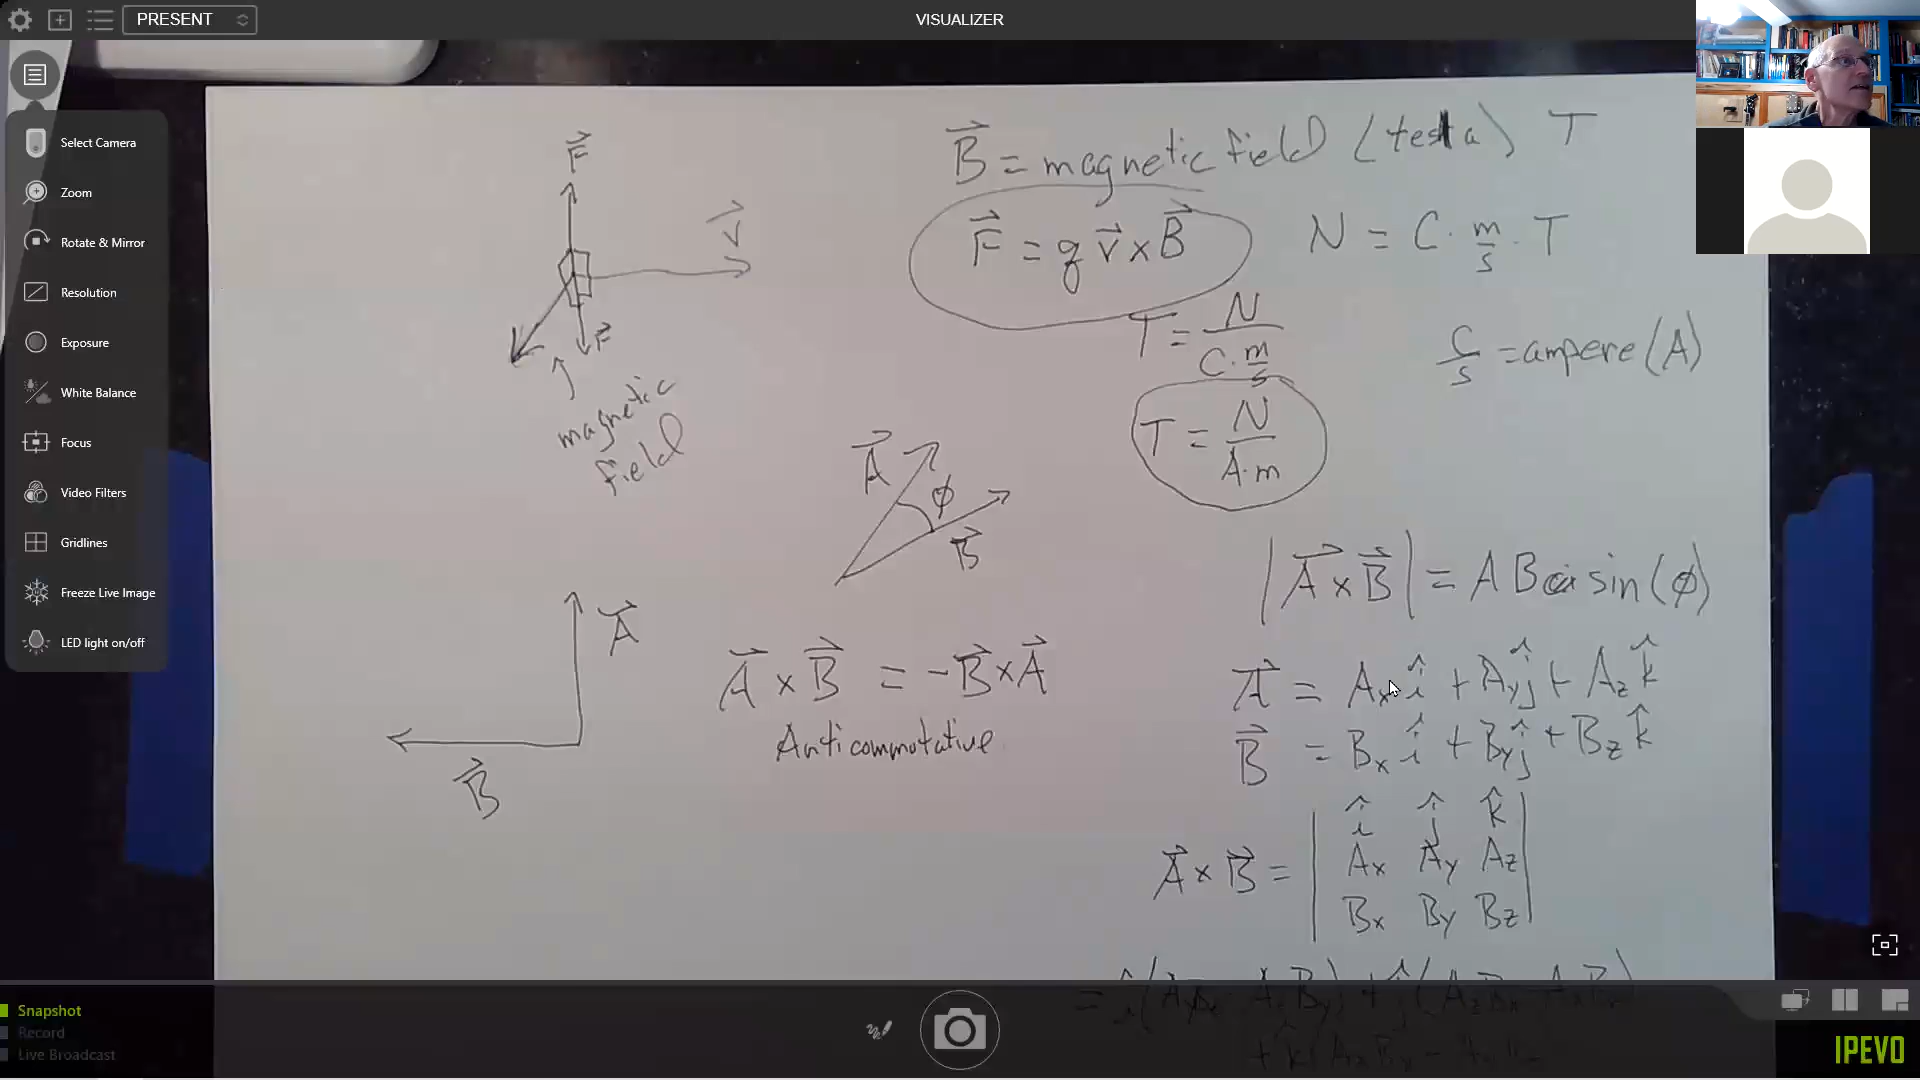 PRESENT
VISUALIZER
Select Camera
Zoom
Rotate & Mirror
Resolution
Exposure
White Balance
Focus
Video Filters
Gridlines
Freeze Live Image
LED light on/off
F⃗
v⃗
F⃗
magnetic
field
B⃗ = magnetic field (tesla) T
F⃗ = q v⃗ × B⃗
N = C · m/s · T
T = N / (C · m/s)
C/s = ampere (A)
T = N / (A · m)
A⃗
ϕ
B⃗
|A⃗ × B⃗| = A B sin(ϕ)
A⃗
B⃗
A⃗ × B⃗ = -B⃗ × A⃗
Anticommutative
A⃗ = Ax î + Ay ĵ + Az k̂
B⃗ = Bx î + By ĵ + Bz k̂
A⃗ × B⃗ = | î ĵ k̂
Ax Ay Az
Bx By Bz |
Snapshot
Record
Live Broadcast
IPEVO